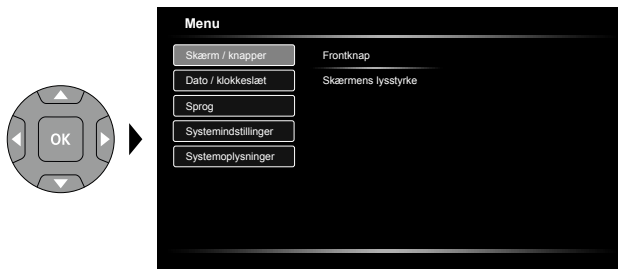 Menu
Skærm / knapper
Frontknap
Dato / klokkeslæt
Skærmens lysstyrke
Sprog
OK
Systemindstillinger
Systemoplysninger